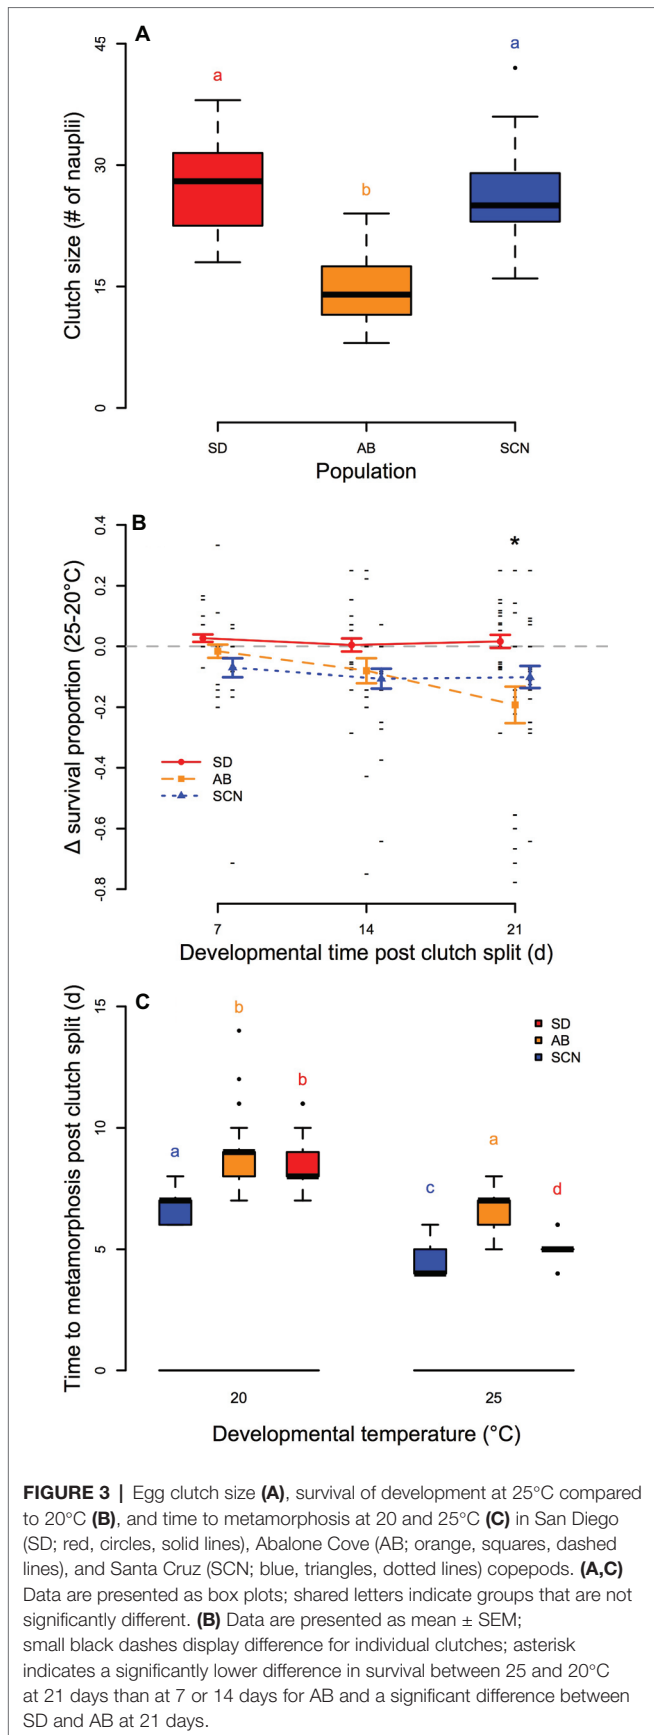 A
45
30
15
0
Clutch size (# of nauplii)
a
b
a
SD
AB
SCN
Population
B
0.4
0.2
0.0
-0.2
-0.4
-0.6
-0.8
Δ survival proportion (25-20°C)
*
SD
AB
SCN
7
14
21
Developmental time post clutch split (d)
C
15
10
5
0
Time to metamorphosis post clutch split (d)
a
b
b
c
a
d
SD
AB
SCN
20
25
Developmental temperature (°C)
FIGURE 3 | Egg clutch size (A), survival of development at 25°C compared
to 20°C (B), and time to metamorphosis at 20 and 25°C (C) in San Diego
(SD; red, circles, solid lines), Abalone Cove (AB; orange, squares, dashed
lines), and Santa Cruz (SCN; blue, triangles, dotted lines) copepods. (A,C)
Data are presented as box plots; shared letters indicate groups that are not
significantly different. (B) Data are presented as mean ± SEM;
small black dashes display difference for individual clutches; asterisk
indicates a significantly lower difference in survival between 25 and 20°C
at 21 days than at 7 or 14 days for AB and a significant difference between
SD and AB at 21 days.